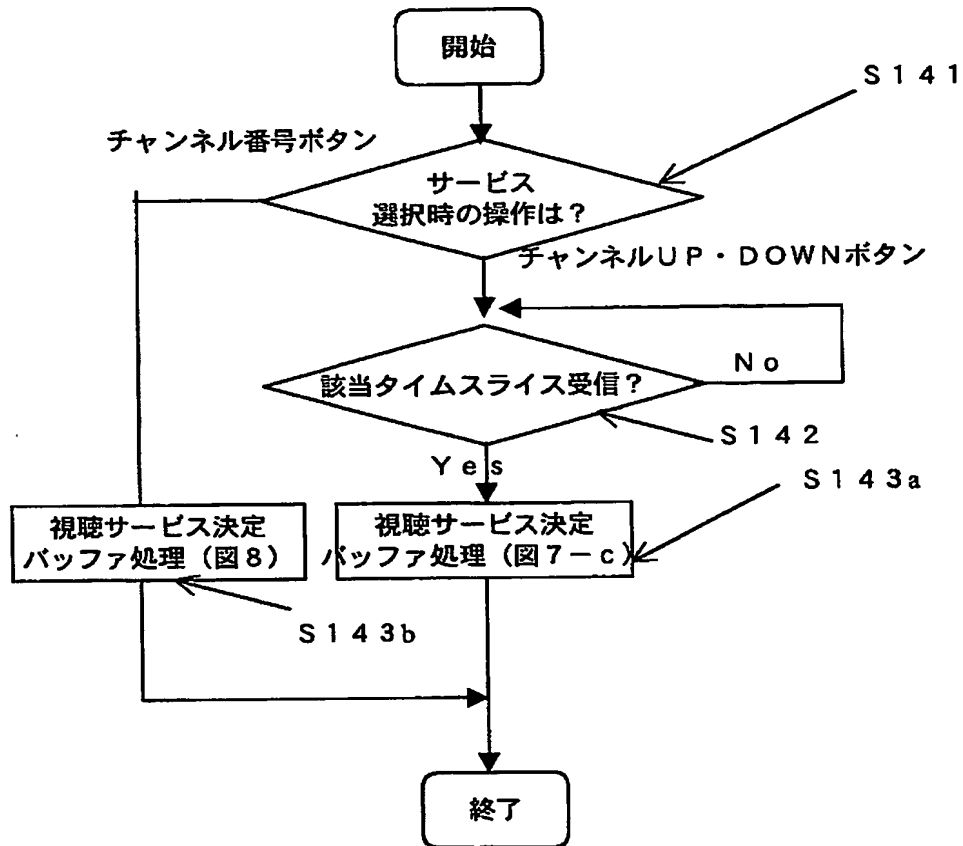 開始
S141
チャンネル番号ボタン
サービス
選択時の操作は?
チャンネルUP・DOWNボタン
該当タイムスライス受信?
No
S142
Yes
S143a
視聴サービス決定
バッファ処理(図8)
視聴サービス決定
バッファ処理(図7-c)
S143b
終了